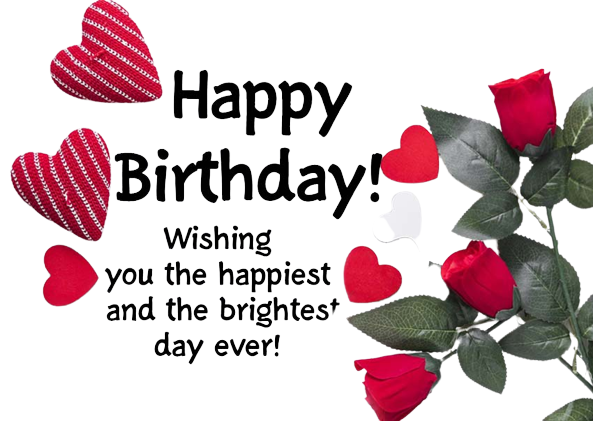 Happy
Birthday!
Wishing
you the happiest
and the brightest
day ever!